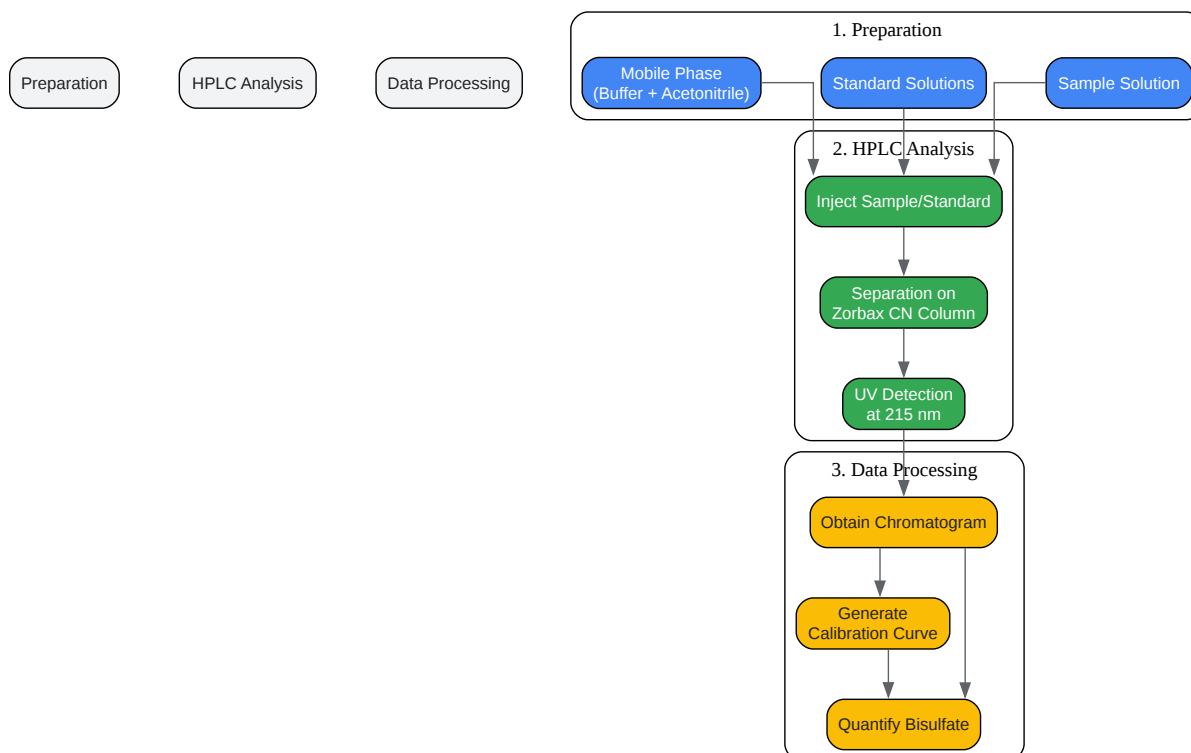 1. Preparation
Preparation
HPLC Analysis
Data Processing
Mobile Phase
(Buffer + Acetonitrile)
Standard Solutions
Sample Solution
2. HPLC Analysis
Inject Sample/Standard
Separation on
Zorbax CN Column
UV Detection
at 215 nm
3. Data Processing
Obtain Chromatogram
Generate
Calibration Curve
Quantify Bisulfate